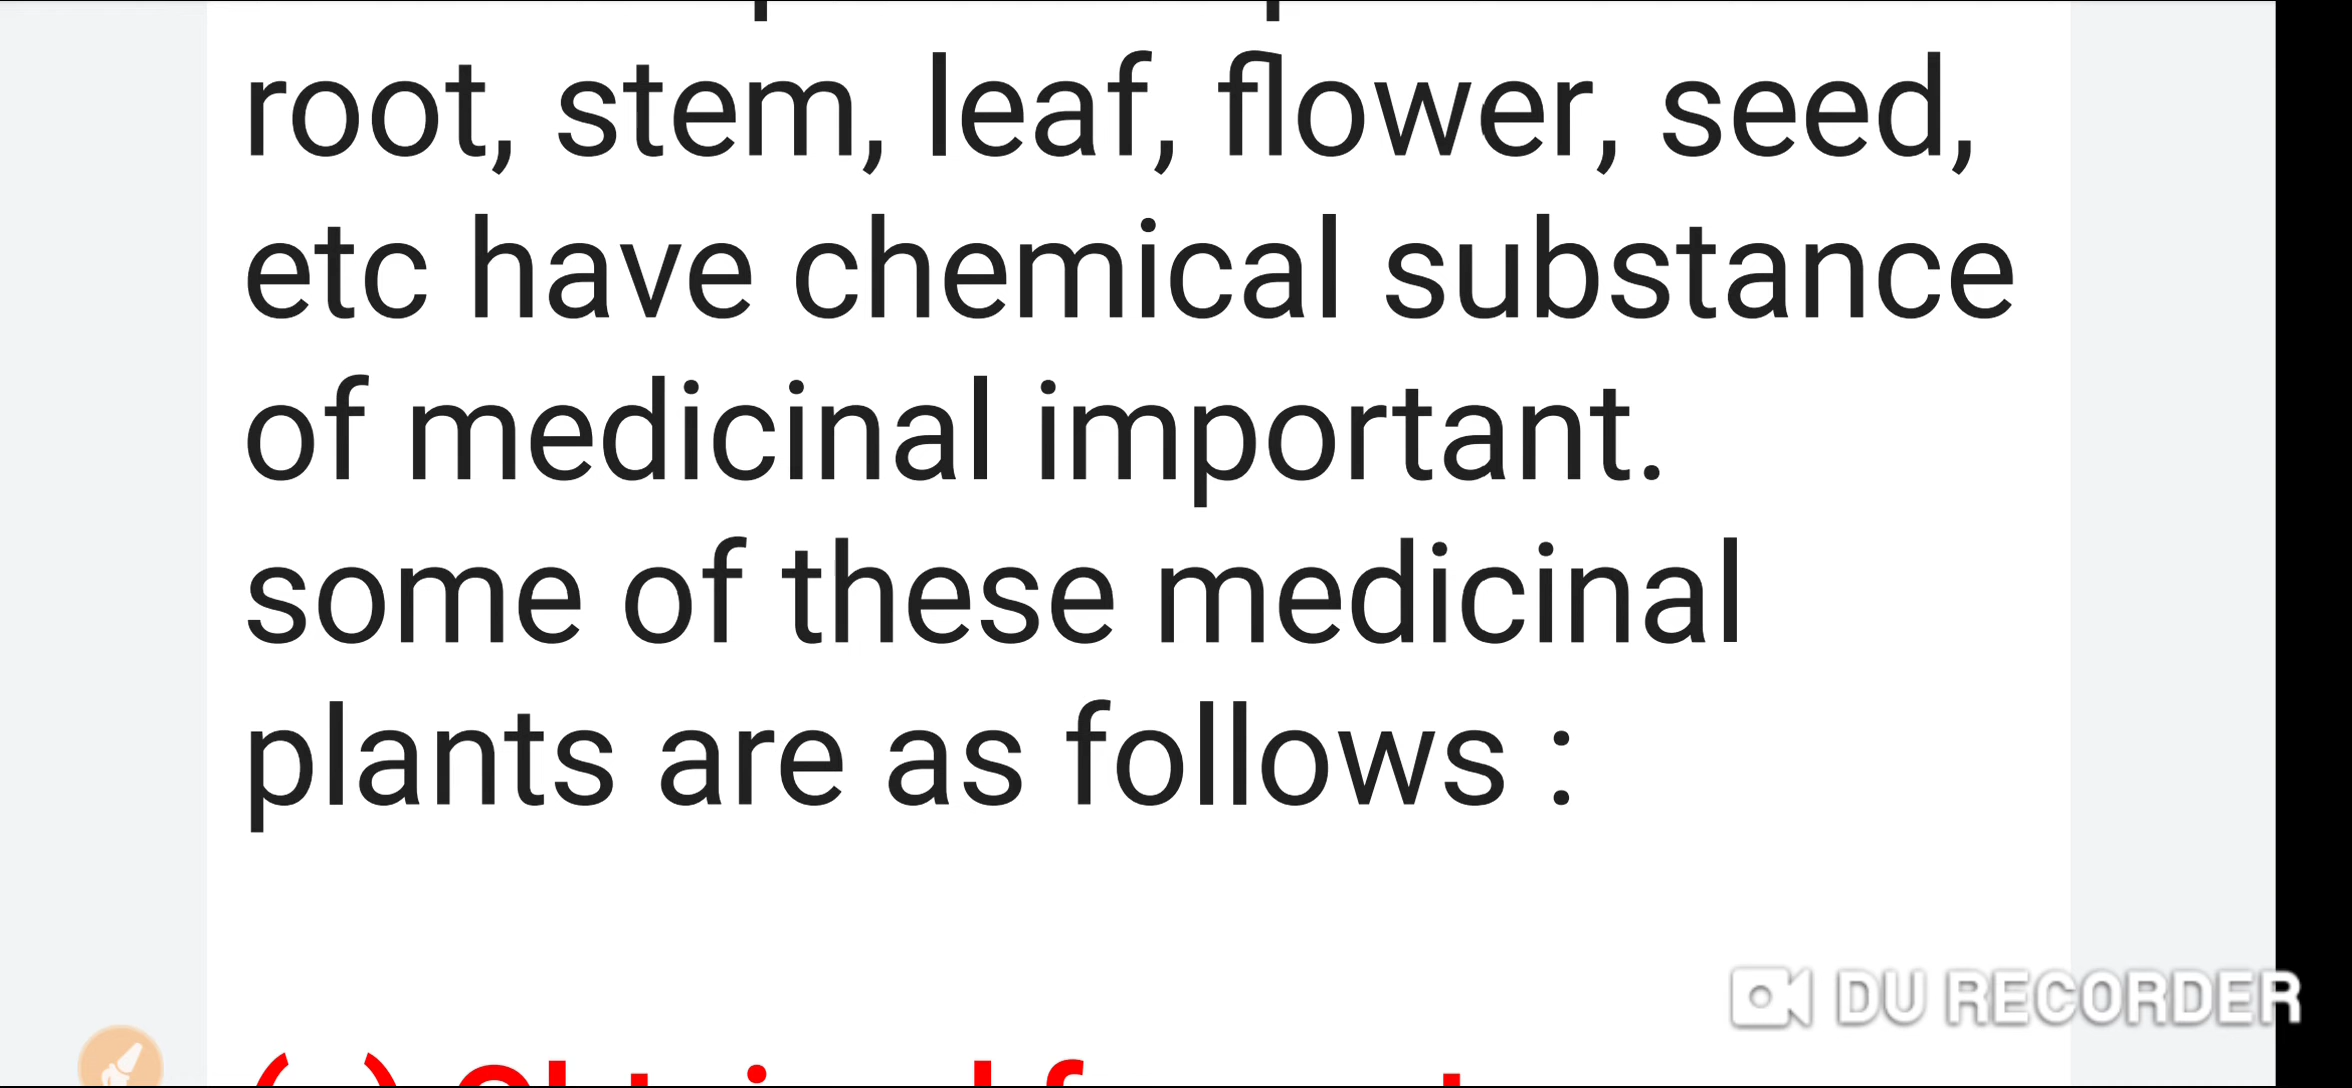 root, stem, leaf, flower, seed,
etc have chemical substance
of medicinal important.
some of these medicinal
plants are as follows :
DU RECORDER